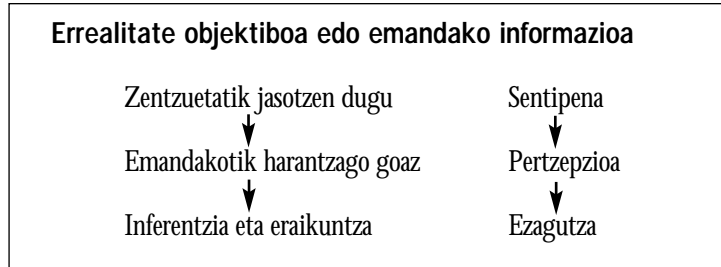 Errealitate objektiboa edo emandako informazioa
Zentzuetatik jasotzen dugu Sentipena
Emandakotik harantzago goaz Pertzepzioa
Inferentzia eta eraikuntza Ezagutza